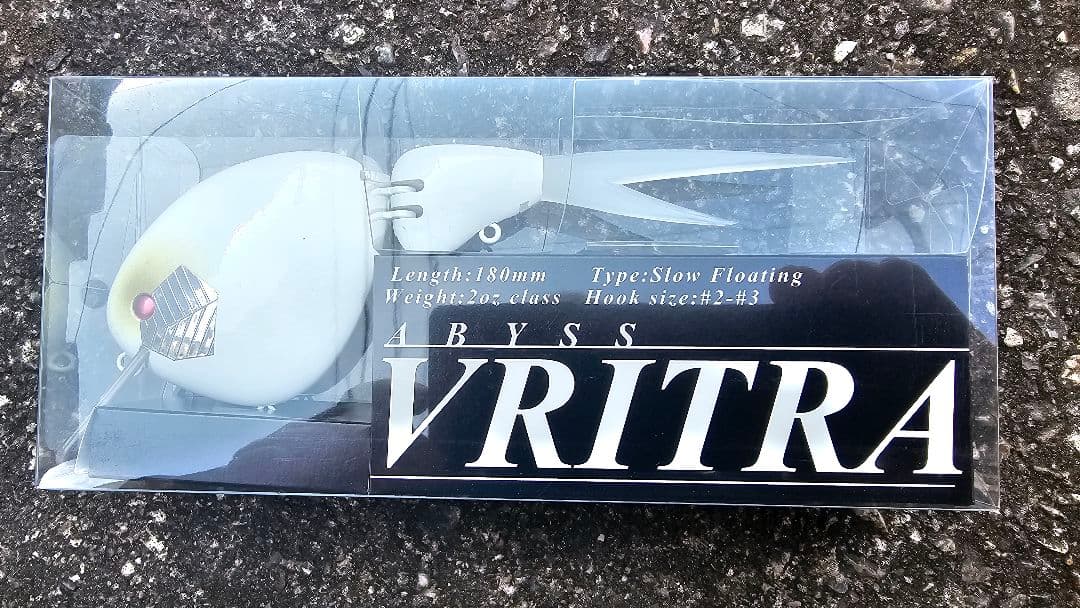 Length:180mm Type:Slow Floating
Weight:2oz class Hook size:#2-#3
ABYSS
VRITRA